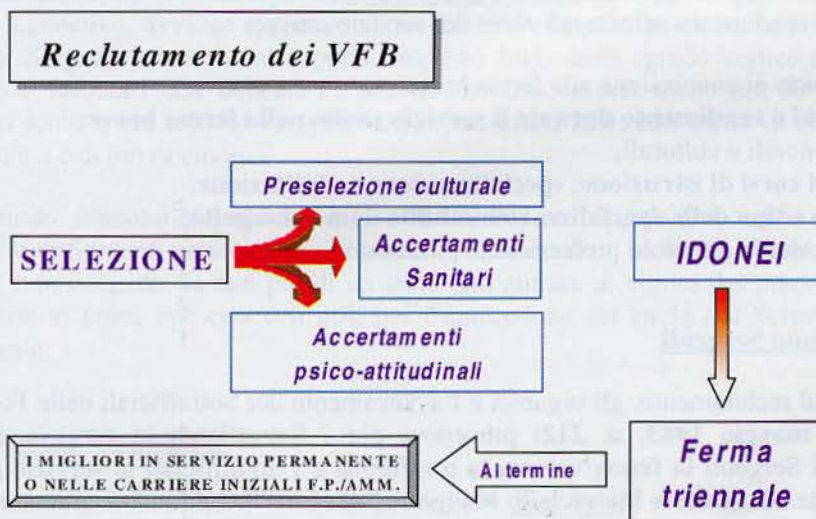 Reclutamento dei VFB
Preselezione culturale
SELEZIONE
Accertamenti
Sanitari
IDONEI
Accertamenti
psico-attitudinali
I MIGLIORI IN SERVIZIO PERMANENTE
O NELLE CARRIERE INIZIALI F.P./AMM.
Al termine
Ferma
triennale